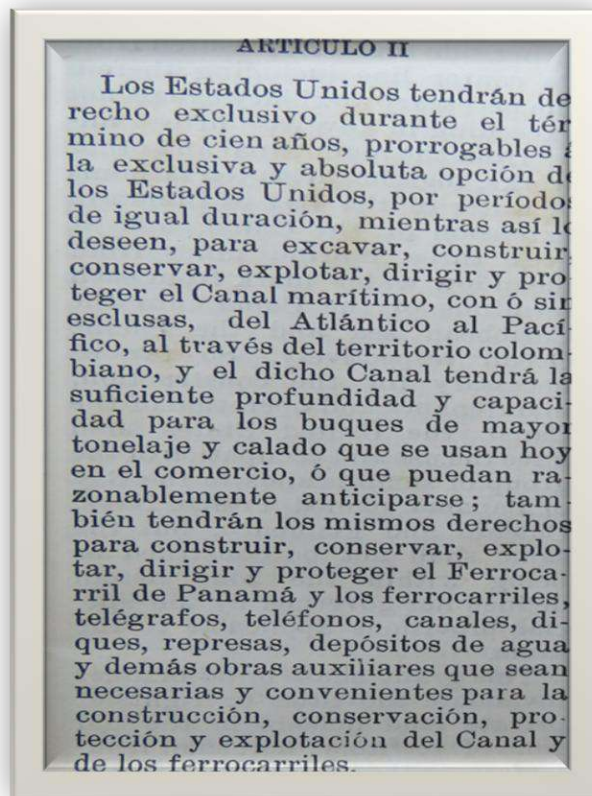 ARTICULO II
Los Estados Unidos tendrán de
recho exclusivo durante el tér
mino de cien años, prorrogables á
la exclusiva y absoluta opción de
los Estados Unidos, por período
de igual duración, mientras así lo
deseen, para excavar, construir,
conservar, explotar, dirigir y pro
teger el Canal marítimo, con ó sin
esclusas, del Atlántico al Pací-
fico, al través del territorio colom-
biano, y el dicho Canal tendrá la
suficiente profundidad y capaci-
dad para los buques de mayor
tonelaje y calado que se usan hoy
en el comercio, ó que puedan ra-
zonablemente anticiparse; tam-
bién tendrán los mismos derechos
para construir, conservar, explo-
tar, dirigir y proteger el Ferroca-
rril de Panamá y los ferrocarriles,
telégrafos, teléfonos, canales, di-
ques, represas, depósitos de agua
y demás obras auxiliares que sean
necesarias y convenientes para la
construcción, conservación, pro-
tección y explotación del Canal y
de los ferrocarriles.